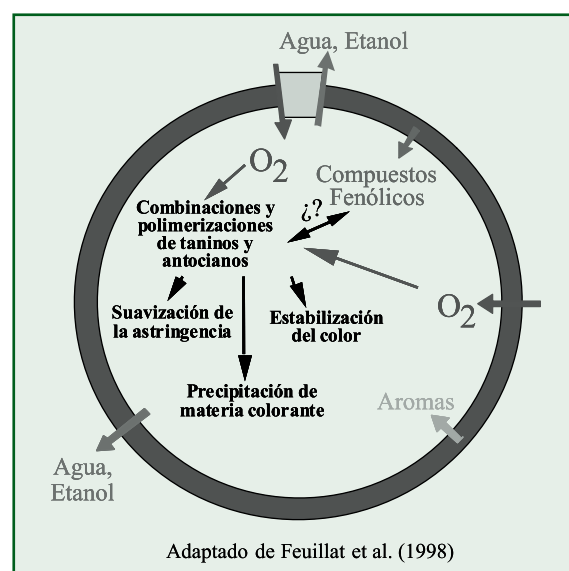 Agua, Etanol
O2
Compuestos
Fenólicos
¿?
Combinaciones y
polimerizaciones
de taninos y
antocianos
O2
Suavización de
la astringencia
Estabilización
del color
Precipitación de
materia colorante
Aromas
Agua,
Etanol
Adaptado de Feuillat et al. (1998)